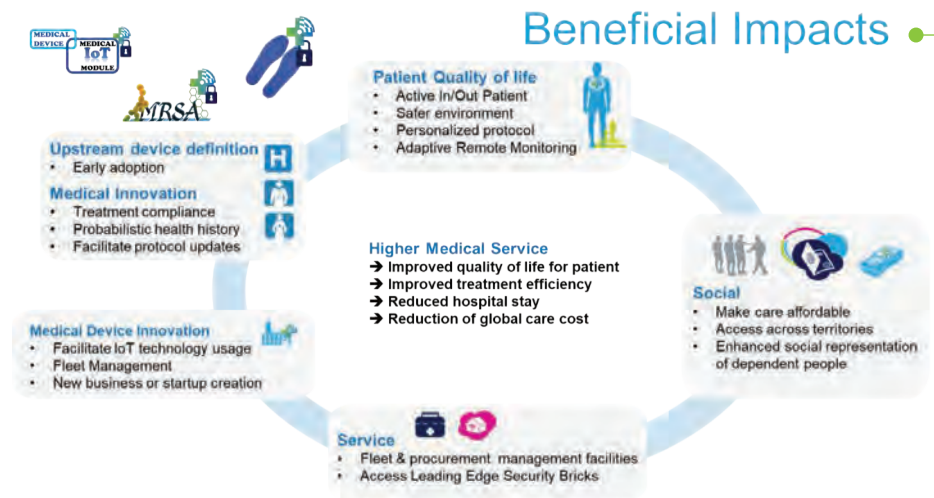 Beneficial Impacts
MEDICAL
DEVICE
MEDICAL
IoT
MODULE
MRSA
Patient Quality of life
• Active In/Out Patient
• Safer environment
• Personalized protocol
• Adaptive Remote Monitoring
Upstream device definition
• Early adoption
H
Medical Innovation
• Treatment compliance
• Probabilistic health history
• Facilitate protocol updates
Higher Medical Service
➔ Improved quality of life for patient
➔ Improved treatment efficiency
➔ Reduced hospital stay
➔ Reduction of global care cost
Social
• Make care affordable
• Access across territories
• Enhanced social representation
of dependent people
Medical Device Innovation
• Facilitate IoT technology usage
• Fleet Management
• New business or startup creation
Service
• Fleet & procurement management facilities
• Access Leading Edge Security Bricks